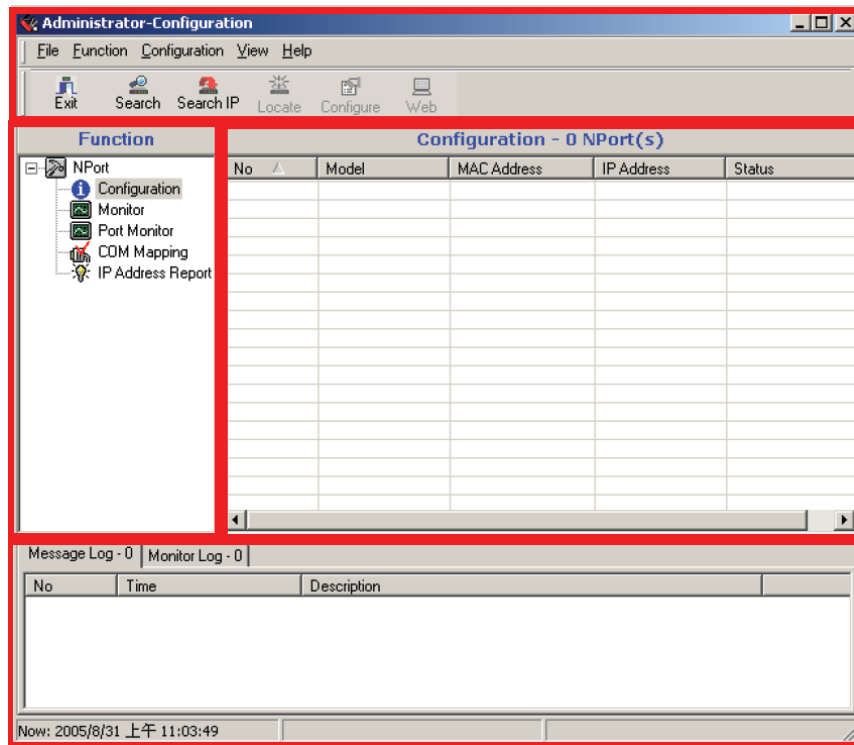 Administrator-Configuration
File Function Configuration View Help
Exit Search Search IP Locate Configure Web
Function
NPort
Configuration
Monitor
Port Monitor
COM Mapping
IP Address Report
Configuration - 0 NPort(s)
No Model MAC Address IP Address Status
Message Log - 0 Monitor Log - 0
No Time Description
Now: 2005/8/31 上午 11:03:49